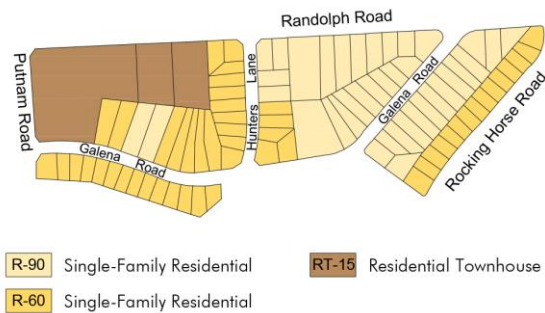 Randolph Road
Putnam Road
Hunters Lane
Galena Road
Galena Road
Rocking Horse Road
R-90 Single-Family Residential
RT-15 Residential Townhouse
R-60 Single-Family Residential